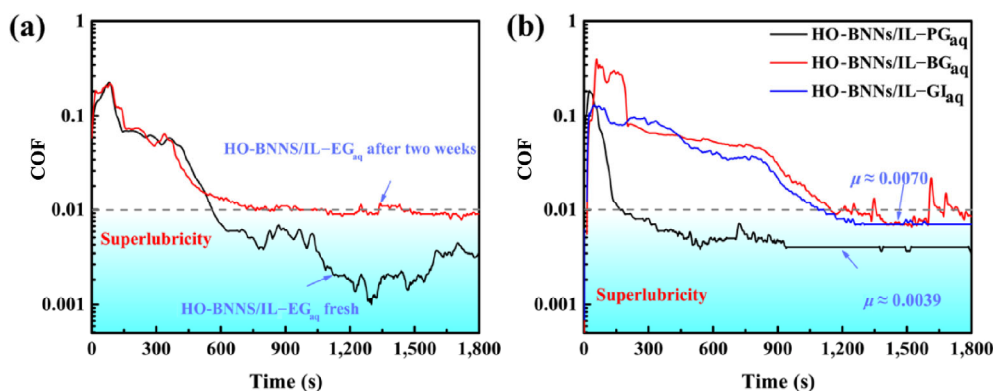 (a)
COF
1
0.1
0.01
0.001
HO-BNNS/IL−EGaq after two weeks
Superlubricity
HO-BNNS/IL−EGaq fresh
0
300
600
900
1,200
1,500
1,800
Time (s)
(b)
COF
1
0.1
0.01
0.001
HO-BNNs/IL−PGaq
HO-BNNs/IL−BGaq
HO-BNNs/IL−GIaq
μ ≈ 0.0070
Superlubricity
μ ≈ 0.0039
0
300
600
900
1,200
1,500
1,800
Time (s)